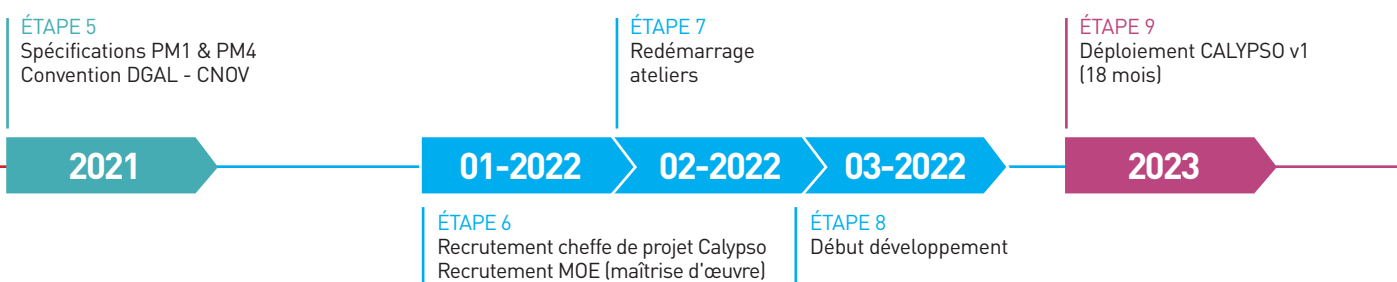 ÉTAPE 5
Spécifications PM1 & PM4
Convention DGAL - CNOV
ÉTAPE 7
Redémarrage
ateliers
ÉTAPE 9
Déploiement CALYPSO v1
(18 mois)
2021
01-2022
02-2022
03-2022
2023
ÉTAPE 6
Recrutement cheffe de projet Calypso
Recrutement MOE (maîtrise d'œuvre)
ÉTAPE 8
Début développement